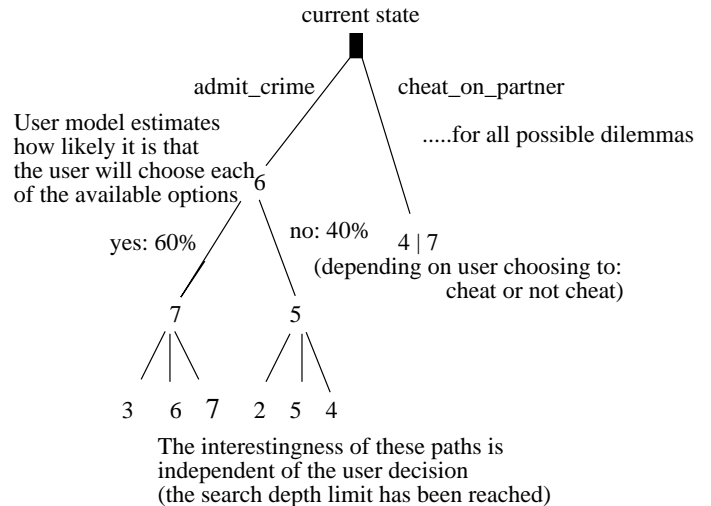 current state
admit_crime
cheat_on_partner
User model estimates
how likely it is that
the user will choose each
of the available options
.....for all possible dilemmas
6
yes: 60%
no: 40%
4 | 7
(depending on user choosing to:
cheat or not cheat)
7
5
3 6 7 2 5 4
The interestingness of these paths is
independent of the user decision
(the search depth limit has been reached)